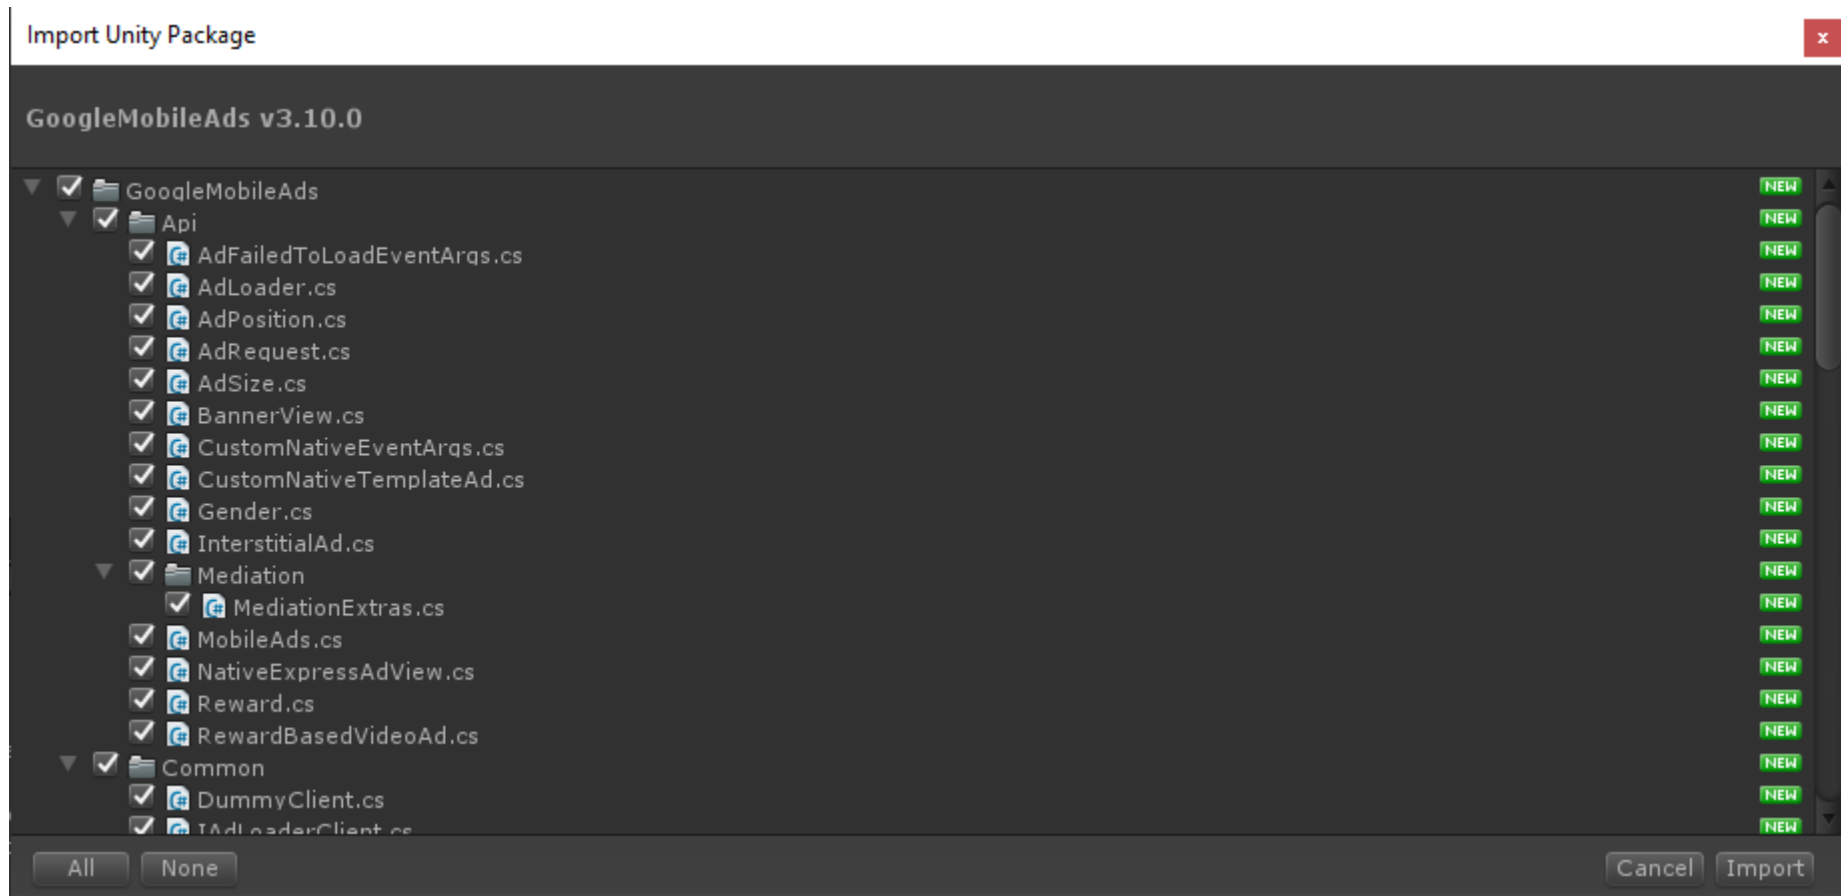 Import Unity Package
x
GoogleMobileAds v3.10.0
GoogleMobileAds NEW
Api NEW
AdFailedToLoadEventArgs.cs NEW
AdLoader.cs NEW
AdPosition.cs NEW
AdRequest.cs NEW
AdSize.cs NEW
BannerView.cs NEW
CustomNativeEventArgs.cs NEW
CustomNativeTemplateAd.cs NEW
Gender.cs NEW
InterstitialAd.cs NEW
Mediation NEW
MediationExtras.cs NEW
MobileAds.cs NEW
NativeExpressAdView.cs NEW
Reward.cs NEW
RewardBasedVideoAd.cs NEW
Common NEW
DummyClient.cs NEW
IAdLoaderClient.cs NEW
All None Cancel Import